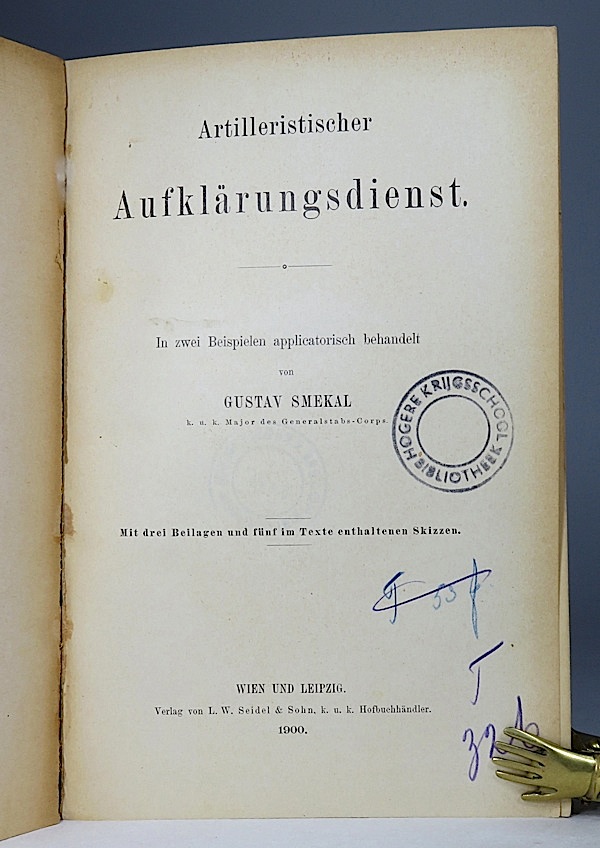 Artilleristischer
Aufklärungsdienst.
In zwei Beispielen applicatorisch behandelt
von
GUSTAV SMEKAL
k. u. k. Major des Generalstabs-Corps.
HOGERE KRIJGSSCHOOL
BIBLIOTHEEK
Mit drei Beilagen und fünf im Texte enthaltenen Skizzen.
WIEN UND LEIPZIG.
Verlag von L. W. Seidel & Sohn, k. u. k. Hofbuchhändler.
1900.